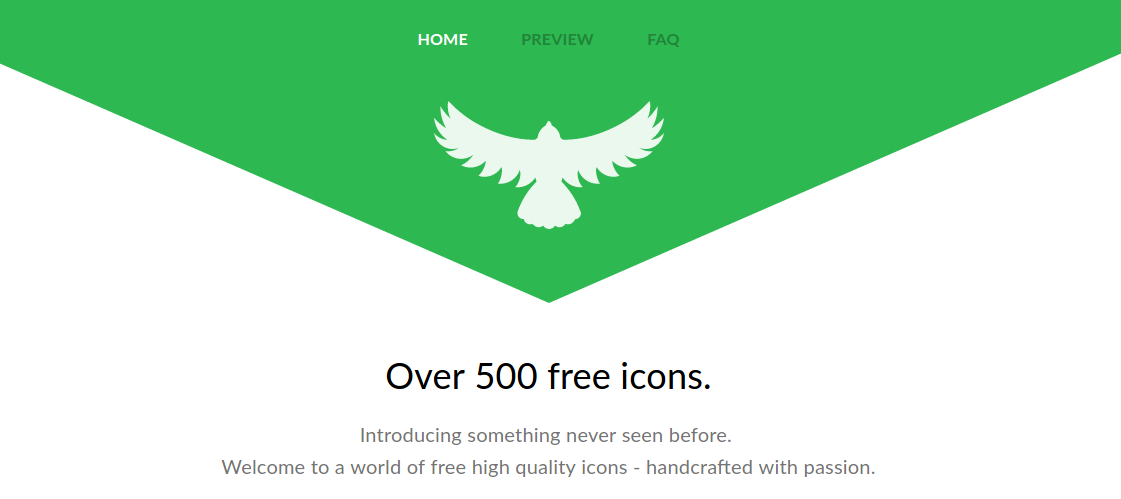 HOME PREVIEW FAQ
Over 500 free icons.
Introducing something never seen before.
Welcome to a world of free high quality icons - handcrafted with passion.